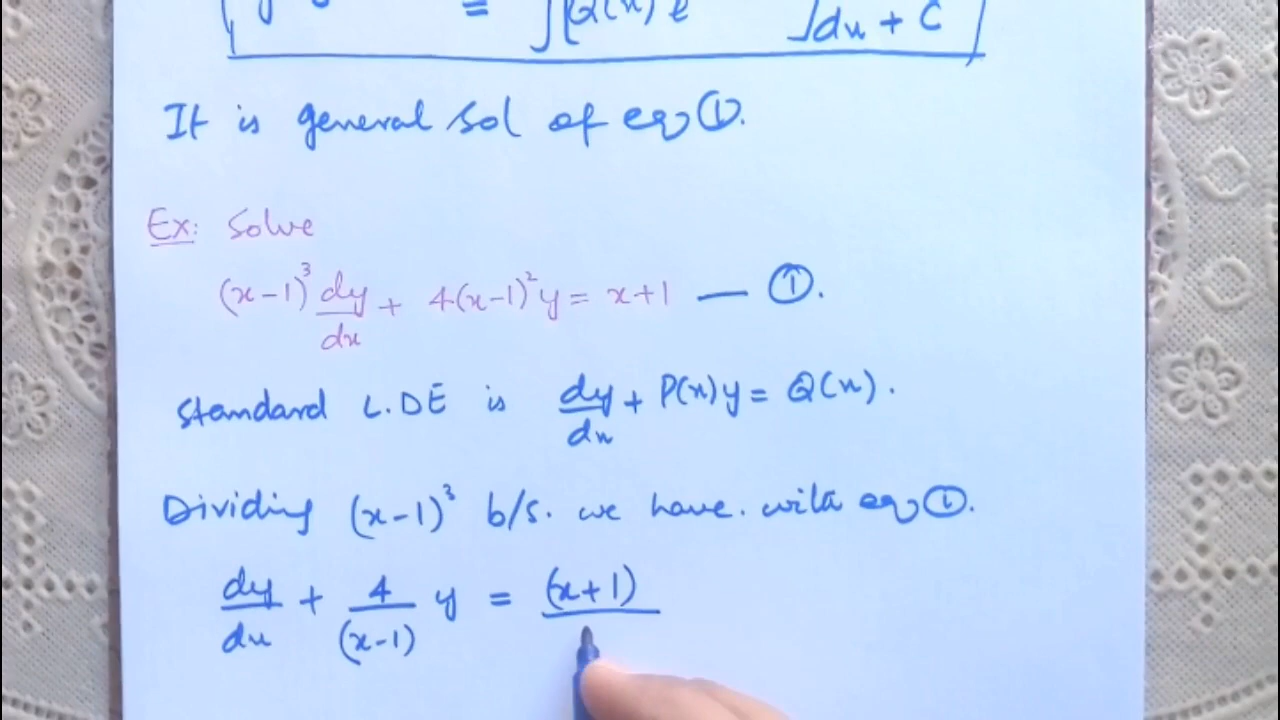 = ∫[Q(x) e ]dx + C
It is general sol of eq ①.
Ex: Solve
(x-1)³ dy/dx + 4(x-1)² y = x+1 — ①.
Standard L.DE is dy/dx + P(x)y = Q(x).
Dividing (x-1)³ b/s. we have. with eq ①.
dy/dx + 4/(x-1) y = (x+1)/